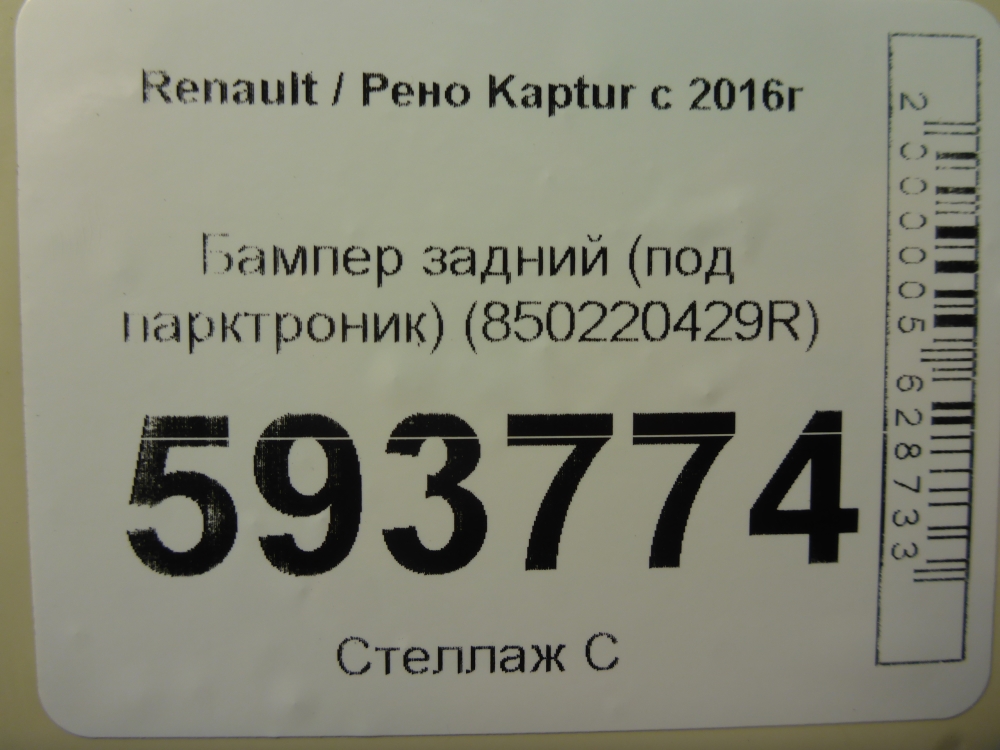 Renault / Рено Kaptur с 2016г
Бампер задний (под
парктроник) (850220429R)
593774
Стеллаж С
2000005628733